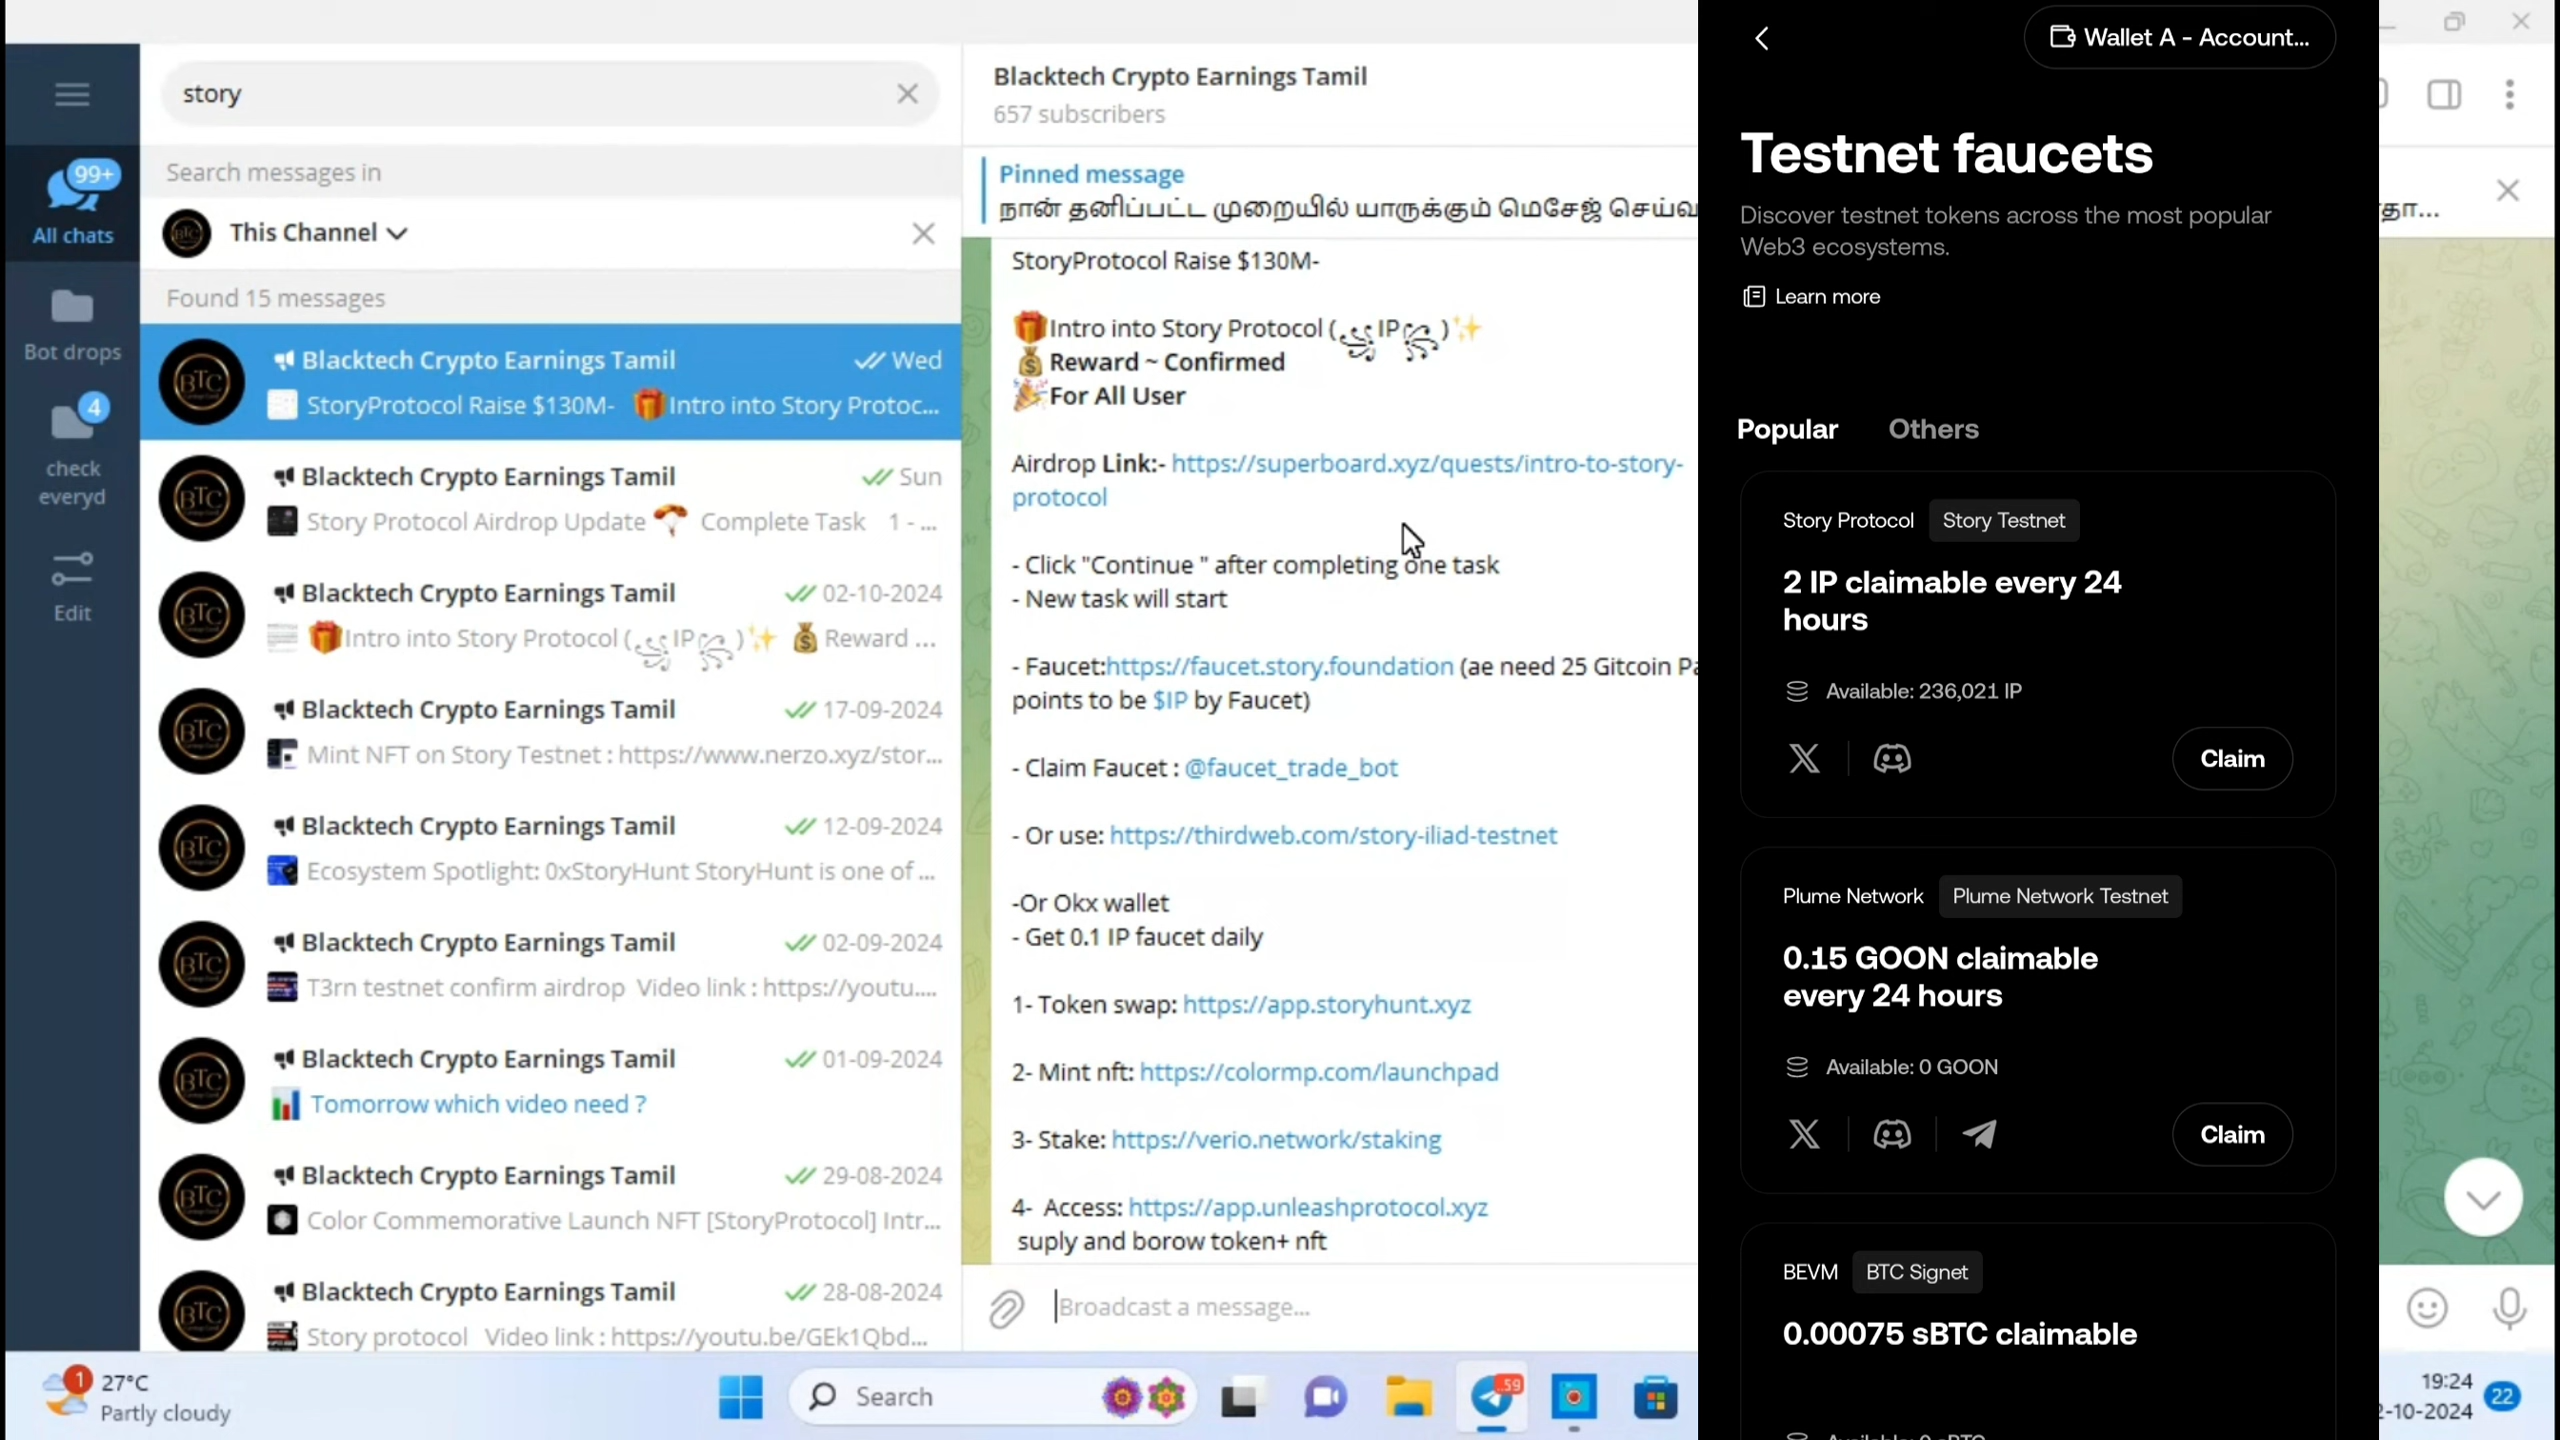 story
Search messages in
This Channel
Found 15 messages
99+
All chats
Bot drops
4
check
everyd
Edit
Blacktech Crypto Earnings Tamil Wed
StoryProtocol Raise $130M- 🎁Intro into Story Protoc...
Blacktech Crypto Earnings Tamil Sun
Story Protocol Airdrop Update 🪂 Complete Task 1 - ...
Blacktech Crypto Earnings Tamil 02-10-2024
🎁Intro into Story Protocol (꧁IP꧂)✨ 💰Reward ...
Blacktech Crypto Earnings Tamil 17-09-2024
Mint NFT on Story Testnet : https://www.nerzo.xyz/stor...
Blacktech Crypto Earnings Tamil 12-09-2024
Ecosystem Spotlight: 0xStoryHunt StoryHunt is one of ...
Blacktech Crypto Earnings Tamil 02-09-2024
T3rn testnet confirm airdrop Video link : https://youtu....
Blacktech Crypto Earnings Tamil 01-09-2024
📊 Tomorrow which video need ?
Blacktech Crypto Earnings Tamil 29-08-2024
Color Commemorative Launch NFT [StoryProtocol] Intr...
Blacktech Crypto Earnings Tamil 28-08-2024
Story protocol Video link : https://youtu.be/GEk1Qbd...
BTC
Blacktech Crypto Earnings Tamil
657 subscribers
Pinned message
நான் தனிப்பட்ட முறையில் யாருக்கும் மெசேஜ்
StoryProtocol Raise $130M-
🎁Intro into Story Protocol (꧁IP꧂)✨
💰Reward ~ Confirmed
🎉For All User
Airdrop Link:- https://superboard.xyz/quests/intro-to-story-
protocol
- Click "Continue " after completing one task
- New task will start
- Faucet:https://faucet.story.foundation (ae need 25 Gitcoin
points to be $IP by Faucet)
- Claim Faucet : @faucet_trade_bot
- Or use: https://thirdweb.com/story-iliad-testnet
-Or Okx wallet
- Get 0.1 IP faucet daily
1- Token swap: https://app.storyhunt.xyz
2- Mint nft: https://colormp.com/launchpad
3- Stake: https://verio.network/staking
4- Access: https://app.unleashprotocol.xyz
suply and borow token+ nft
Broadcast a message...
Wallet A - Account...
Testnet faucets
Discover testnet tokens across the most popular
Web3 ecosystems.
Learn more
Popular Others
Story Protocol Story Testnet
2 IP claimable every 24
hours
Available: 236,021 IP
Claim
Plume Network Plume Network Testnet
0.15 GOON claimable
every 24 hours
Available: 0 GOON
Claim
BEVM BTC Signet
0.00075 sBTC claimable
1
27°C
Partly cloudy
Search
59
19:24
2-10-2024
22